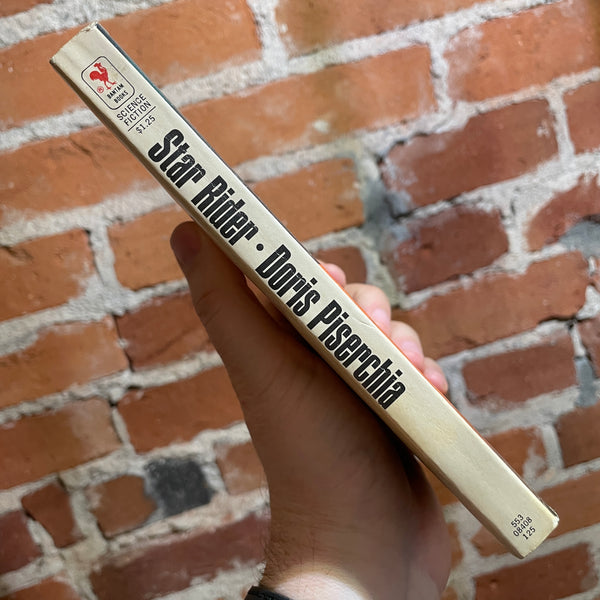 BANTAM
BOOKS
SCIENCE
FICTION
$1.25
Star Rider · Doris Piserchia
553
08408
125